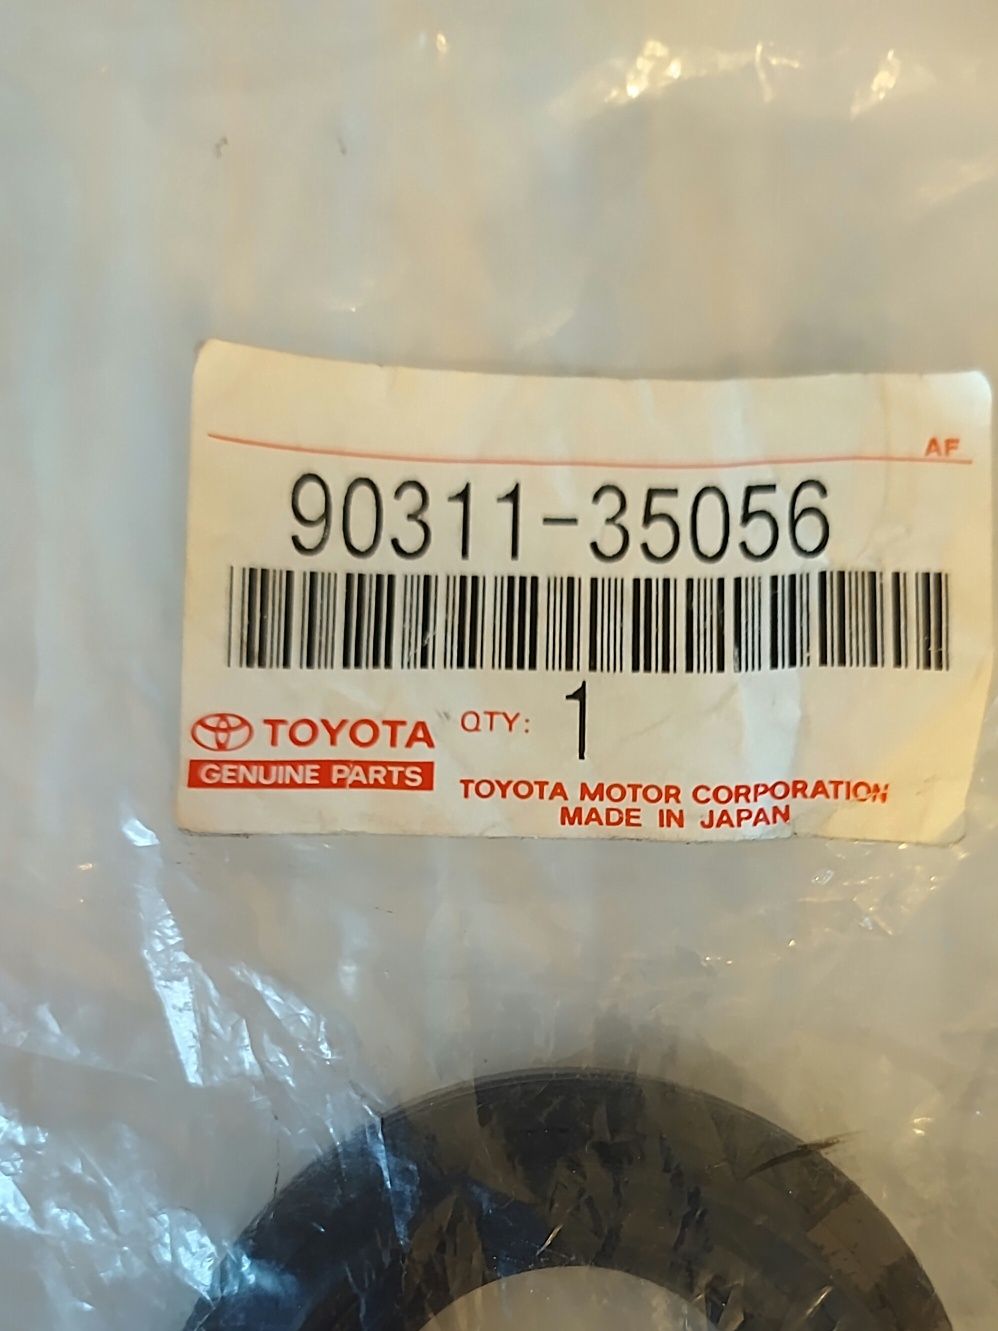 AF
90311-35056
TOYOTA QTY: 1
GENUINE PARTS
TOYOTA MOTOR CORPORATION
MADE IN JAPAN